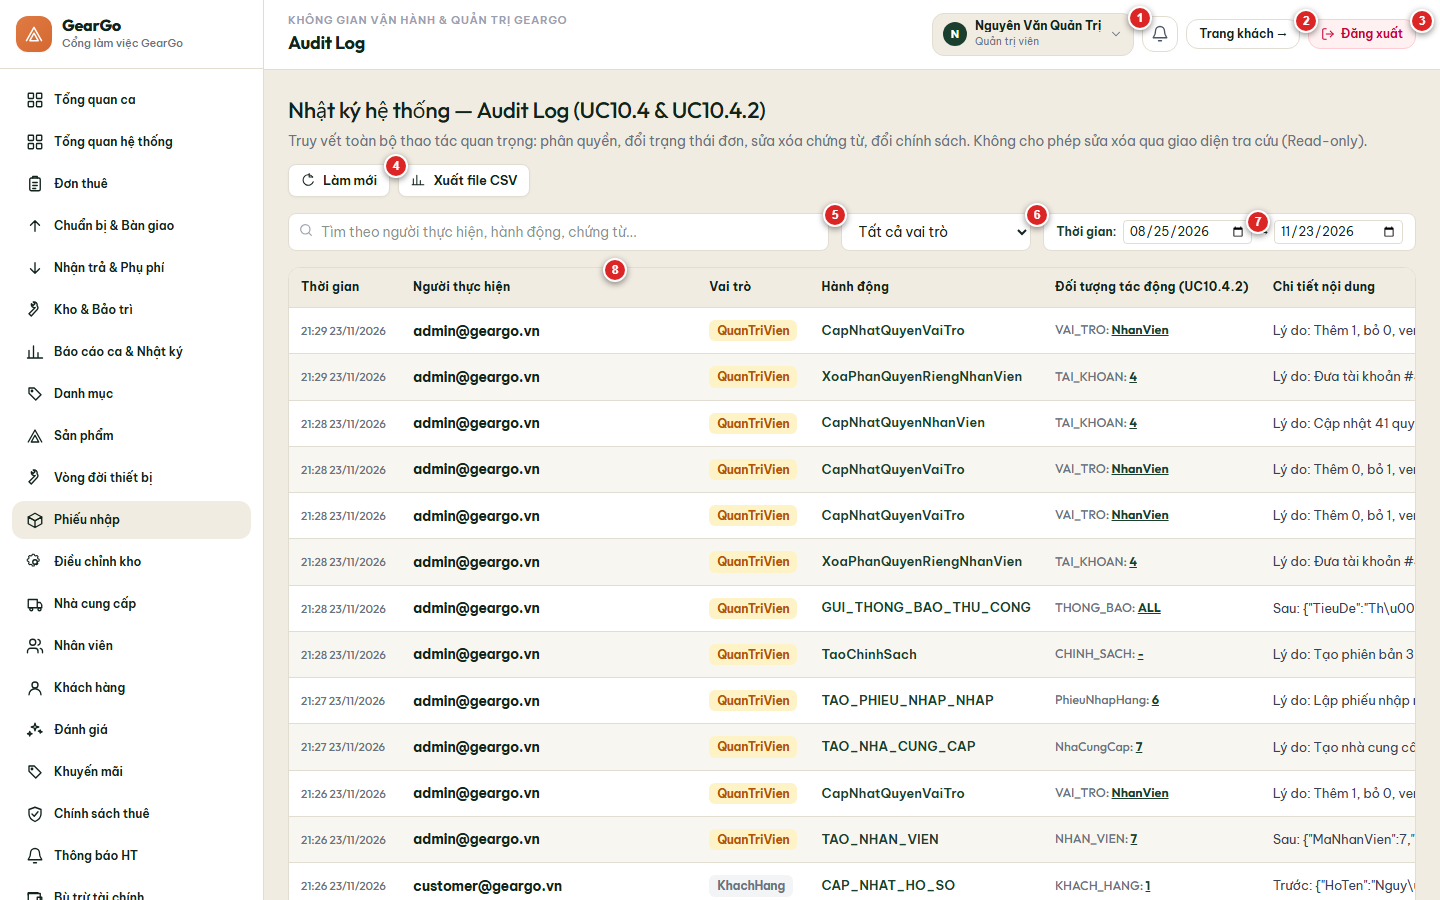 GearGo
Cổng làm việc GearGo
KHÔNG GIAN VẬN HÀNH & QUẢN TRỊ GEARGO
Audit Log
N
Nguyễn Văn Quản Trị
Quản trị viên
1
Trang khách →
2
Đăng xuất
3
Tổng quan ca
Tổng quan hệ thống
Đơn thuê
Chuẩn bị & Bàn giao
Nhận trả & Phụ phí
Kho & Bảo trì
Báo cáo ca & Nhật ký
Danh mục
Sản phẩm
Vòng đời thiết bị
Phiếu nhập
Điều chỉnh kho
Nhà cung cấp
Nhân viên
Khách hàng
Đánh giá
Khuyến mãi
Chính sách thuê
Thông báo HT
Bù trừ tài chính
Nhật ký hệ thống — Audit Log (UC10.4 & UC10.4.2)
Truy vết toàn bộ thao tác quan trọng: phân quyền, đổi trạng thái đơn, sửa xóa chứng từ, đổi chính sách. Không cho phép sửa xóa qua giao diện tra cứu (Read-only).
Làm mới
4
Xuất file CSV
Tìm theo người thực hiện, hành động, chứng từ...
5
Tất cả vai trò
6
Thời gian: 08/25/2026
7
11/23/2026
8
Thời gian Người thực hiện Vai trò Hành động Đối tượng tác động (UC10.4.2) Chi tiết nội dung
21:29 23/11/2026 admin@geargo.vn QuanTriVien CapNhatQuyenVaiTro VAI_TRO: NhanVien Lý do: Thêm 1, bỏ 0, ver
21:29 23/11/2026 admin@geargo.vn QuanTriVien XoaPhanQuyenRiengNhanVien TAI_KHOAN: 4 Lý do: Đưa tài khoản #
21:28 23/11/2026 admin@geargo.vn QuanTriVien CapNhatQuyenNhanVien TAI_KHOAN: 4 Lý do: Cập nhật 41 quy
21:28 23/11/2026 admin@geargo.vn QuanTriVien CapNhatQuyenVaiTro VAI_TRO: NhanVien Lý do: Thêm 0, bỏ 1, ver
21:28 23/11/2026 admin@geargo.vn QuanTriVien CapNhatQuyenVaiTro VAI_TRO: NhanVien Lý do: Thêm 0, bỏ 1, ver
21:28 23/11/2026 admin@geargo.vn QuanTriVien XoaPhanQuyenRiengNhanVien TAI_KHOAN: 4 Lý do: Đưa tài khoản #
21:28 23/11/2026 admin@geargo.vn QuanTriVien GUI_THONG_BAO_THU_CONG THONG_BAO: ALL Sau: {"TieuDe":"Th\u00
21:28 23/11/2026 admin@geargo.vn QuanTriVien TaoChinhSach CHINH_SACH: - Lý do: Tạo phiên bản 3
21:27 23/11/2026 admin@geargo.vn QuanTriVien TAO_PHIEU_NHAP_NHAP PhieuNhapHang: 6 Lý do: Lập phiếu nhập
21:27 23/11/2026 admin@geargo.vn QuanTriVien TAO_NHA_CUNG_CAP NhaCungCap: 7 Lý do: Tạo nhà cung cấ
21:26 23/11/2026 admin@geargo.vn QuanTriVien CapNhatQuyenVaiTro VAI_TRO: NhanVien Lý do: Thêm 1, bỏ 0, ver
21:26 23/11/2026 admin@geargo.vn QuanTriVien TAO_NHAN_VIEN NHAN_VIEN: 7 Sau: {"MaNhanVien":7,"
21:26 23/11/2026 customer@geargo.vn KhachHang CAP_NHAT_HO_SO KHACH_HANG: 1 Trước: {"HoTen":"Nguy\